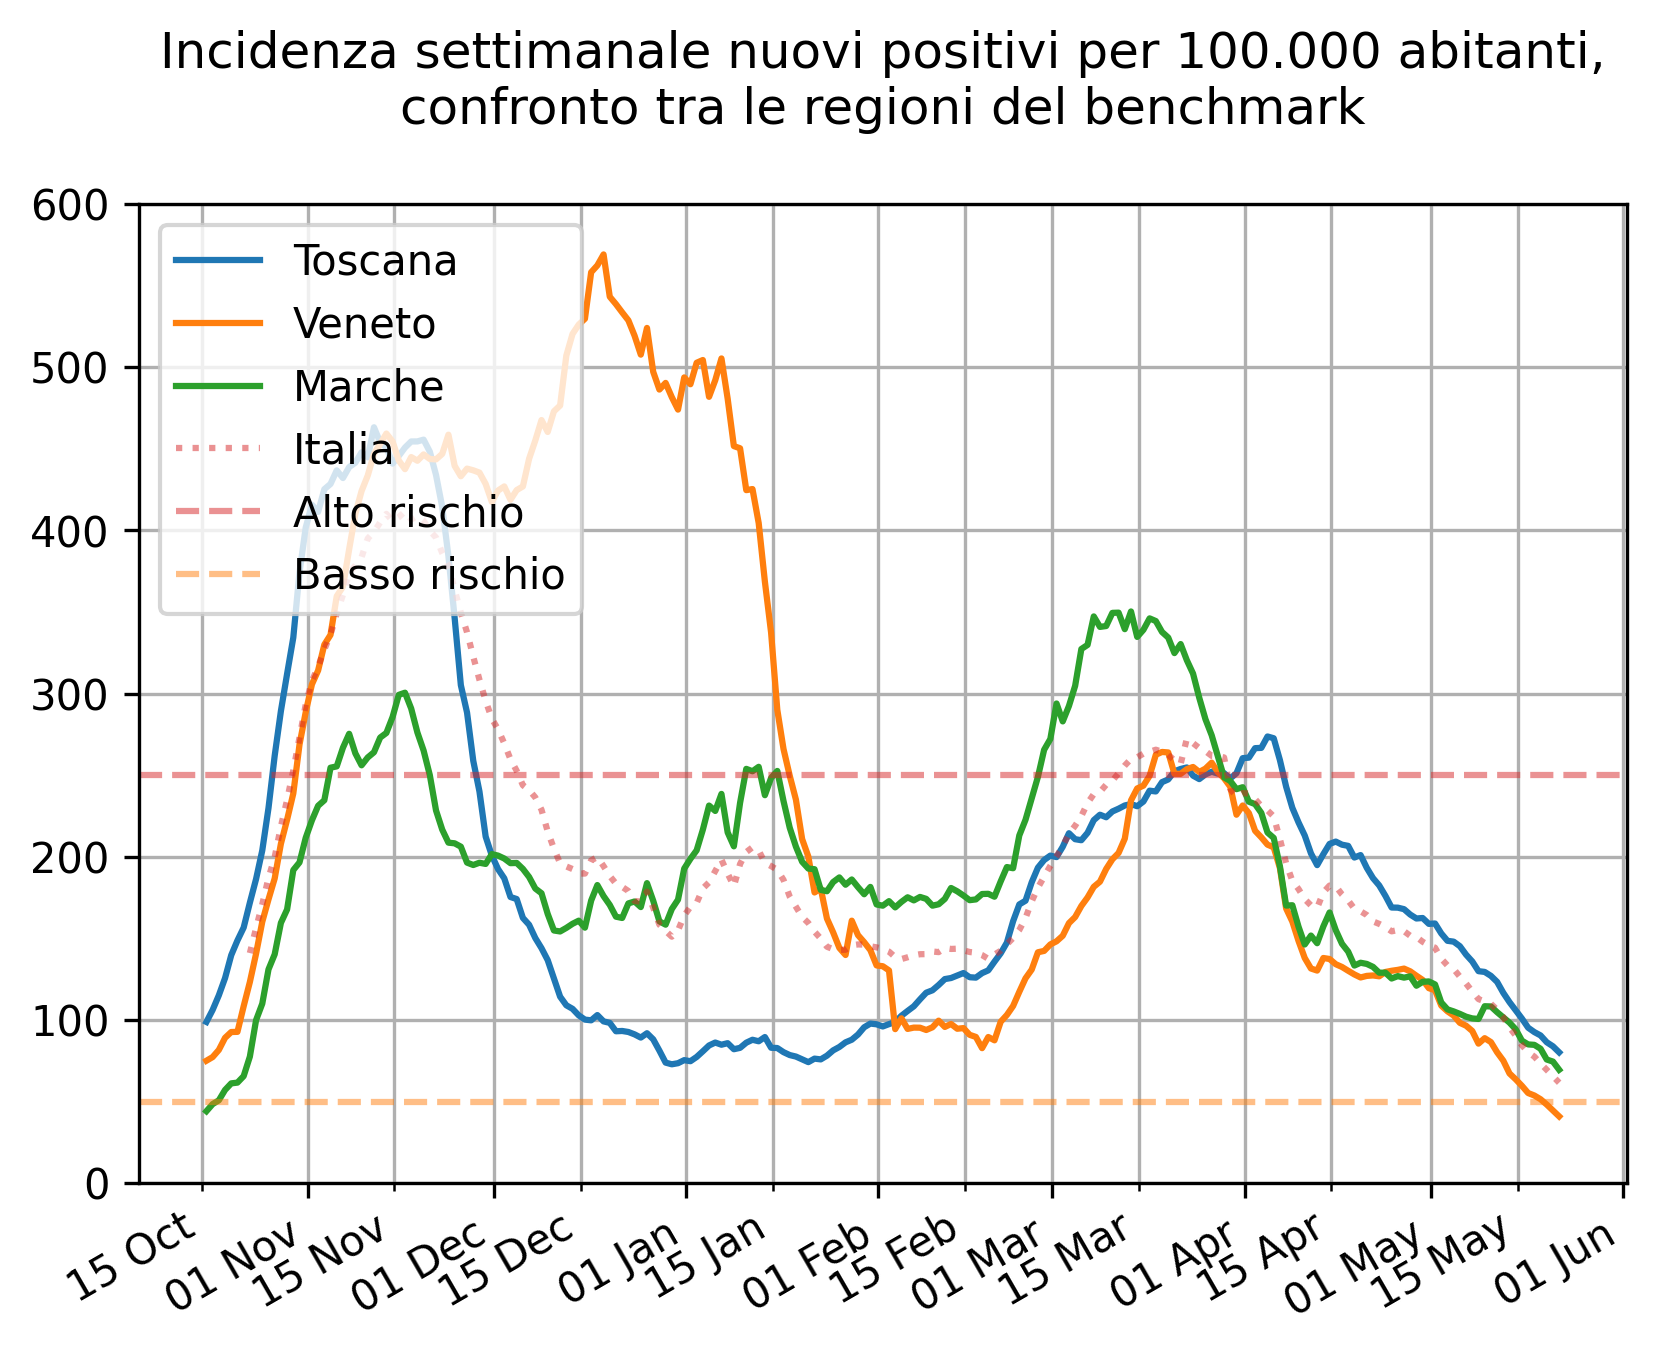 Incidenza settimanale nuovi positivi per 100.000 abitanti,
confronto tra le regioni del benchmark
600
500
400
300
200
100
0
Toscana
Veneto
Marche
Italia
Alto rischio
Basso rischio
15 Oct
01 Nov
15 Nov
01 Dec
15 Dec
01 Jan
15 Jan
01 Feb
15 Feb
01 Mar
15 Mar
01 Apr
15 Apr
01 May
15 May
01 Jun